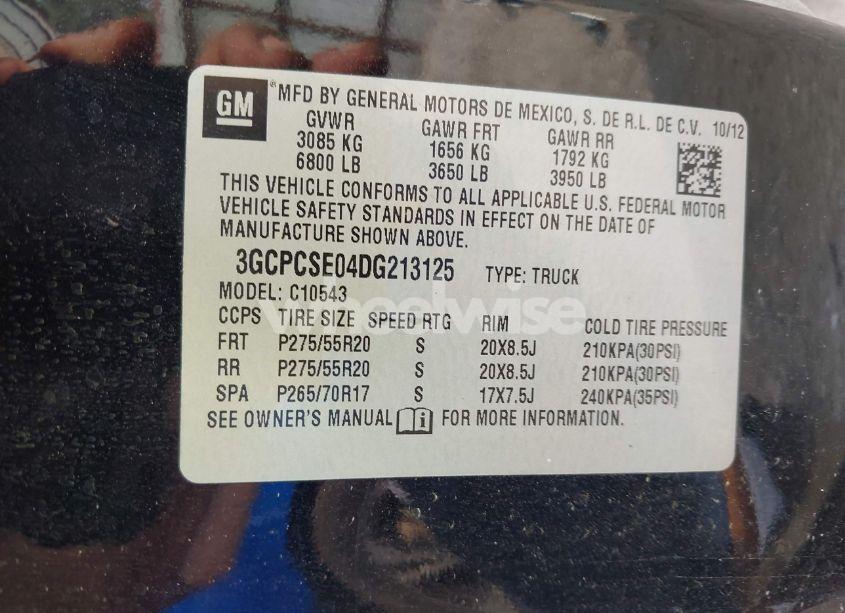 GM ® MFD BY GENERAL MOTORS DE MEXICO, S. DE R.L. DE C.V. 10/12
GVWR GAWR FRT GAWR RR
3085 KG 1656 KG 1792 KG
6800 LB 3650 LB 3950 LB
THIS VEHICLE CONFORMS TO ALL APPLICABLE U.S. FEDERAL MOTOR
VEHICLE SAFETY STANDARDS IN EFFECT ON THE DATE OF
MANUFACTURE SHOWN ABOVE.
3GCPCSE04DG213125 TYPE: TRUCK
MODEL: C10543
CCPS TIRE SIZE SPEED RTG RIM COLD TIRE PRESSURE
FRT P275/55R20 S 20X8.5J 210KPA(30PSI)
RR P275/55R20 S 20X8.5J 210KPA(30PSI)
SPA P265/70R17 S 17X7.5J 240KPA(35PSI)
SEE OWNER'S MANUAL FOR MORE INFORMATION.
wheelwise